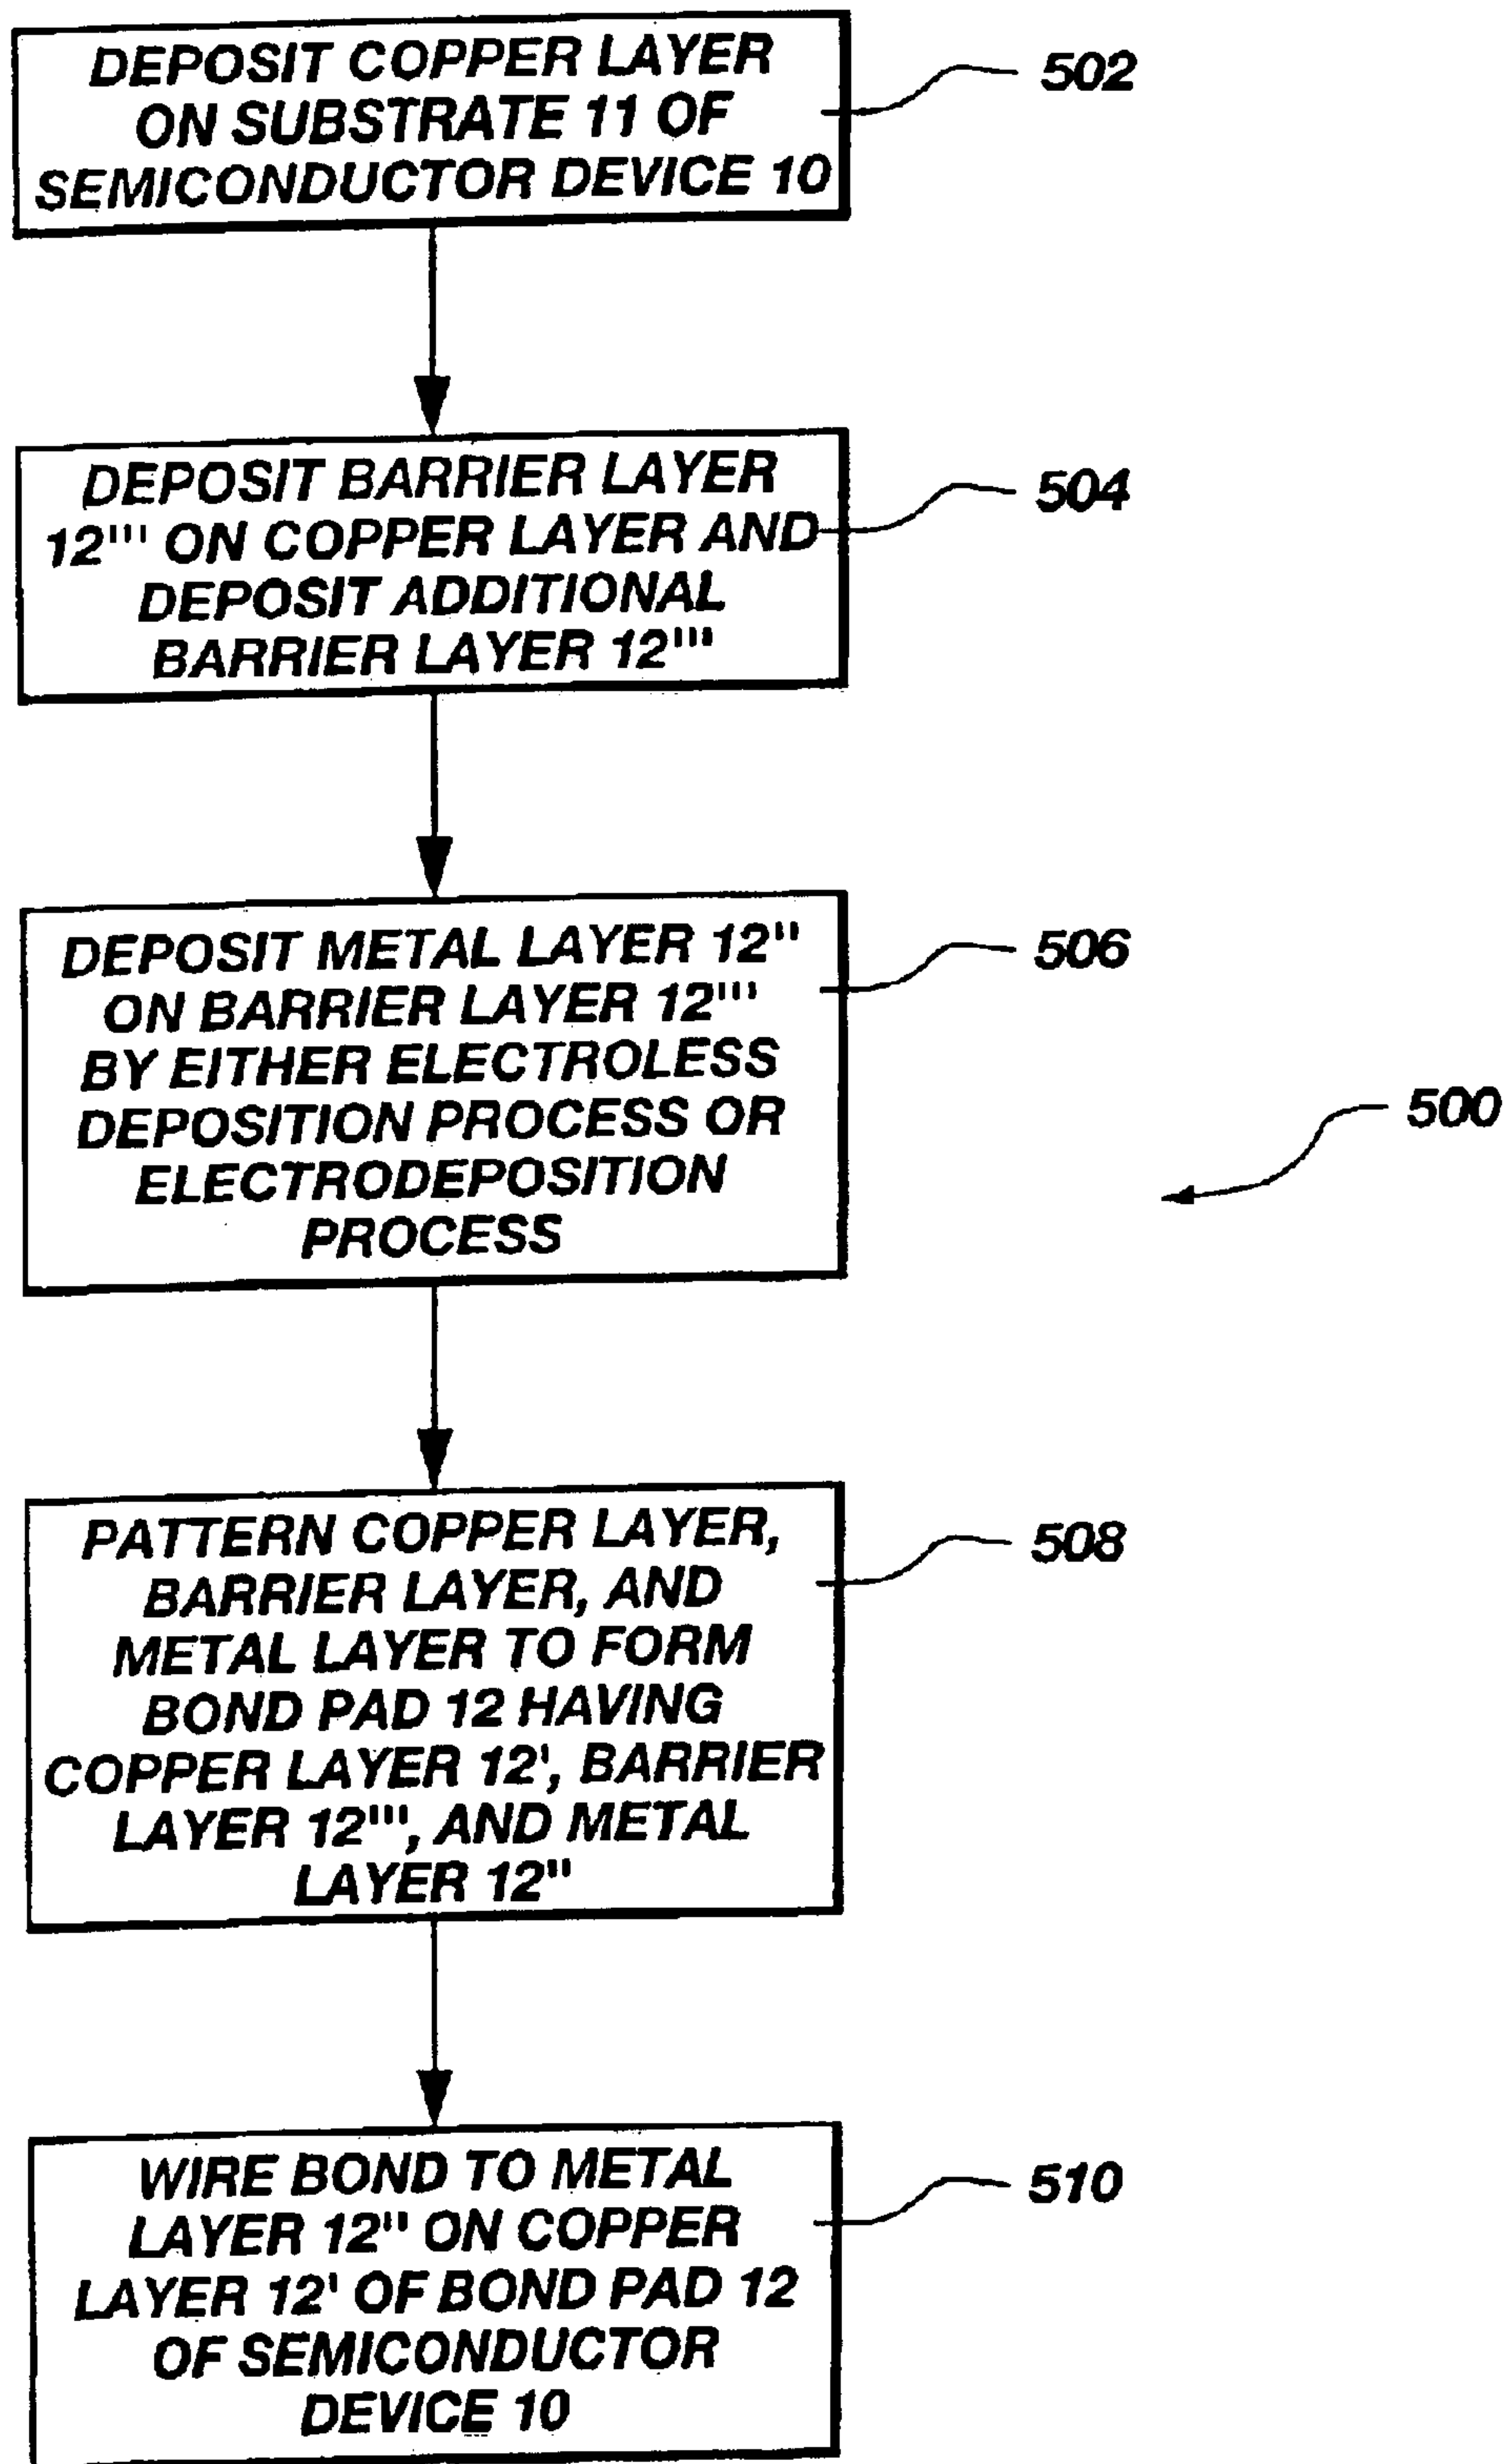 DEPOSIT COPPER LAYER
ON SUBSTRATE 11 OF
SEMICONDUCTOR DEVICE 10
502
DEPOSIT BARRIER LAYER
12''' ON COPPER LAYER AND
DEPOSIT ADDITIONAL
BARRIER LAYER 12'''
504
DEPOSIT METAL LAYER 12"
ON BARRIER LAYER 12'''
BY EITHER ELECTROLESS
DEPOSITION PROCESS OR
ELECTRODEPOSITION
PROCESS
506
500
PATTERN COPPER LAYER,
BARRIER LAYER, AND
METAL LAYER TO FORM
BOND PAD 12 HAVING
COPPER LAYER 12', BARRIER
LAYER 12''', AND METAL
LAYER 12"
508
WIRE BOND TO METAL
LAYER 12" ON COPPER
LAYER 12' OF BOND PAD 12
OF SEMICONDUCTOR
DEVICE 10
510